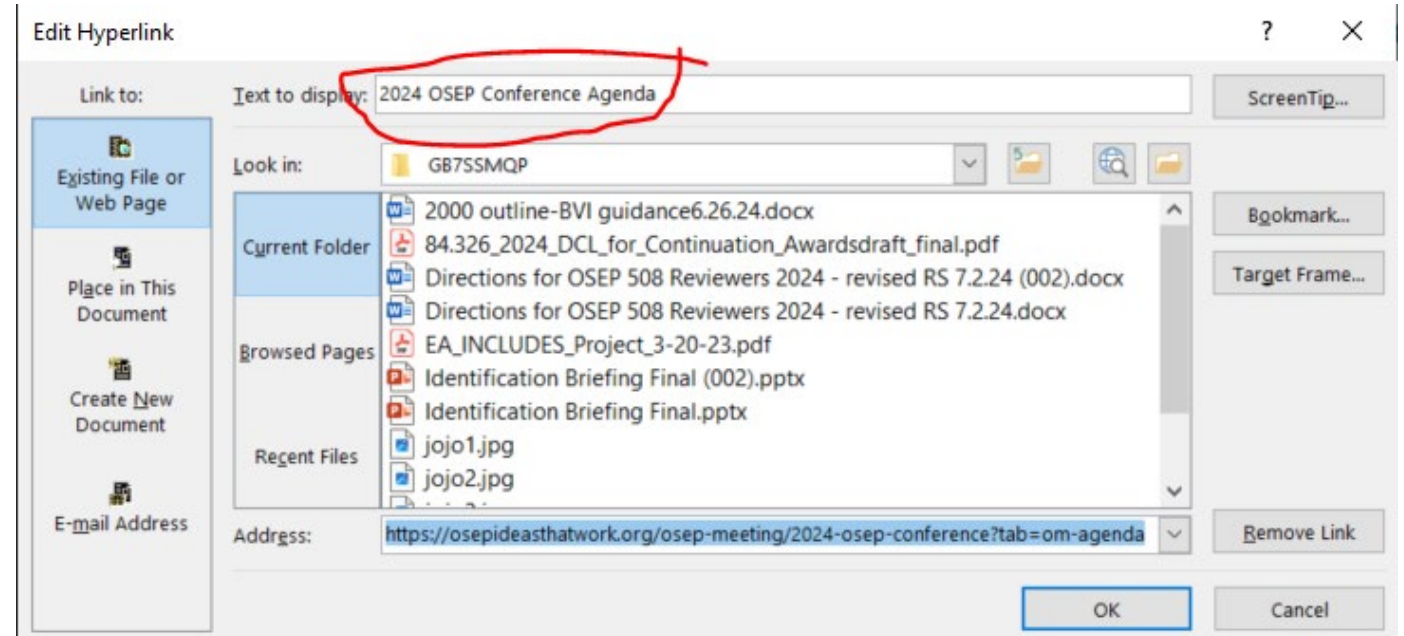 Edit Hyperlink
? ×
Link to:
Text to display: 2024 OSEP Conference Agenda
ScreenTip...
Existing File or
Web Page
Look in: GB7SSMQP
Current Folder
2000 outline-BVI guidance6.26.24.docx
84.326_2024_DCL_for_Continuation_Awardsdraft_final.pdf
Directions for OSEP 508 Reviewers 2024 - revised RS 7.2.24 (002).docx
Directions for OSEP 508 Reviewers 2024 - revised RS 7.2.24.docx
EA_INCLUDES_Project_3-20-23.pdf
Identification Briefing Final (002).pptx
Identification Briefing Final.pptx
jojo1.jpg
jojo2.jpg
Browsed Pages
Recent Files
Bookmark...
Target Frame...
Place in This
Document
Create New
Document
E-mail Address
Address: https://osepideasthatwork.org/osep-meeting/2024-osep-conference?tab=om-agenda
Remove Link
OK
Cancel